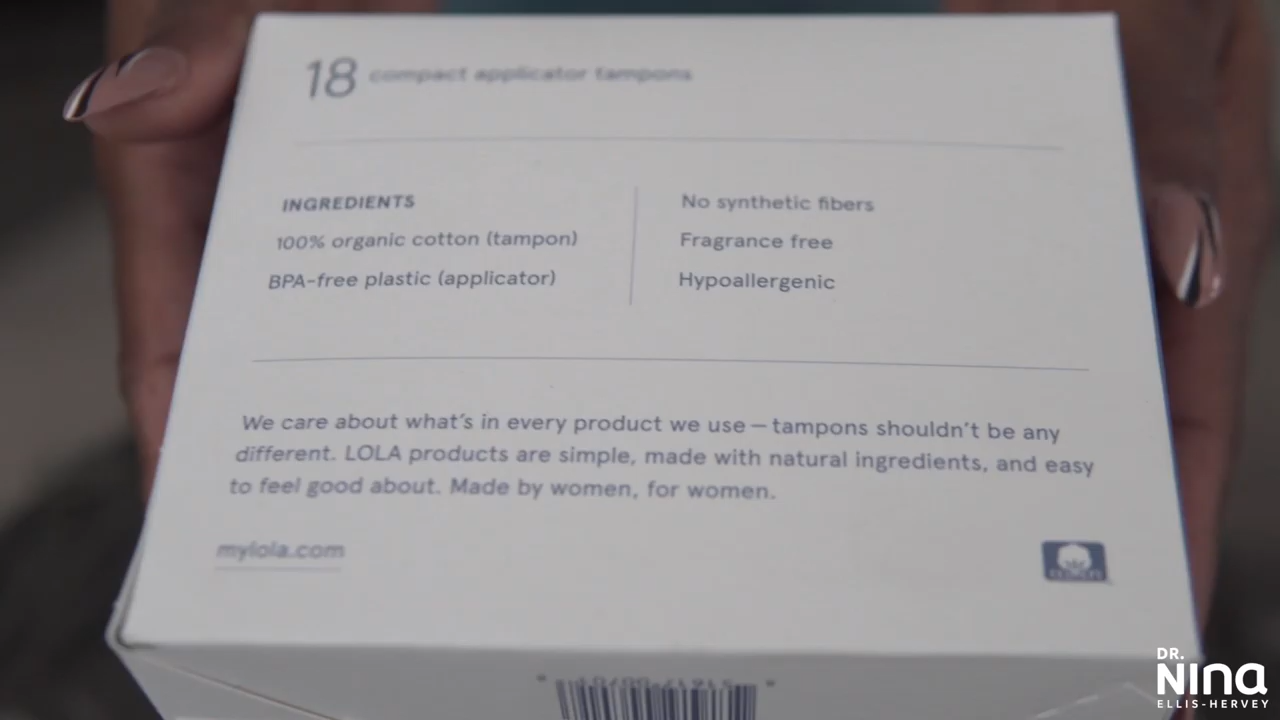 18 compact applicator tampons
INGREDIENTS
100% organic cotton (tampon)
BPA-free plastic (applicator)
No synthetic fibers
Fragrance free
Hypoallergenic
We care about what's in every product we use — tampons shouldn't be any
different. LOLA products are simple, made with natural ingredients, and easy
to feel good about. Made by women, for women.
mylola.com
DR.
Nina
ELLIS-HERVEY